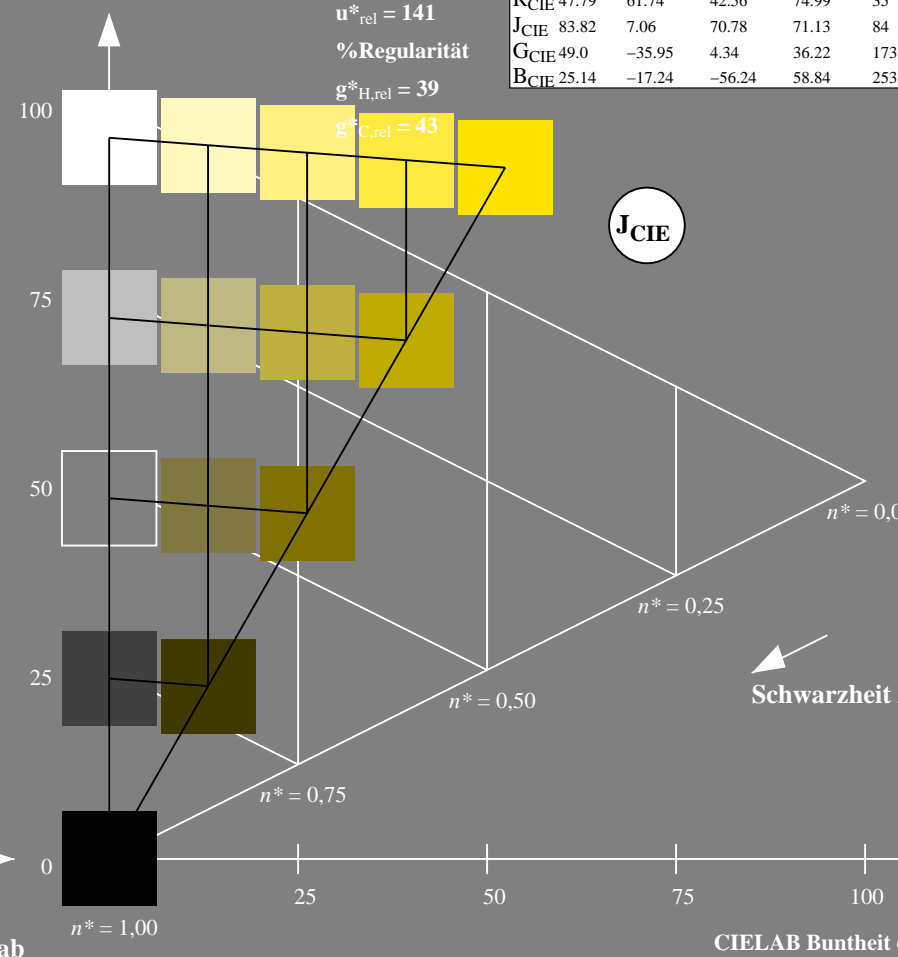 u*rel = 141
%Regularität
g*H,rel = 39
g*C,rel = 43
RCIE 47.79 61.74 42.36 74.99 35
JCIE 83.82 7.06 70.78 71.13 84
GCIE 49.0 −35.95 4.34 36.22 173
BCIE 25.14 −17.24 −56.24 58.84 253
100
JCIE
75
50
n* = 0,0
n* = 0,25
25
n* = 0,50
Schwarzheit
n* = 0,75
0
25
50
75
100
n* = 1,00
ab
CIELAB Buntheit